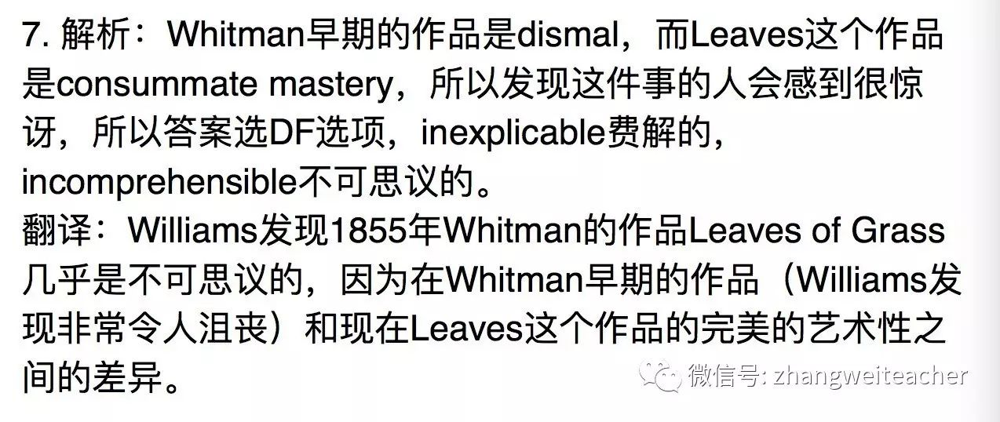 7. 解析：Whitman早期的作品是dismal，而Leaves这个作品
是consummate mastery，所以发现这件事的人会感到很惊
讶，所以答案选DF选项，inexplicable费解的，
incomprehensible不可思议的。
翻译：Williams发现1855年Whitman的作品Leaves of Grass
几乎是不可思议的，因为在Whitman早期的作品（Williams发
现非常令人沮丧）和现在Leaves这个作品的完美的艺术性之
间的差异。
微信号: zhangweiteacher